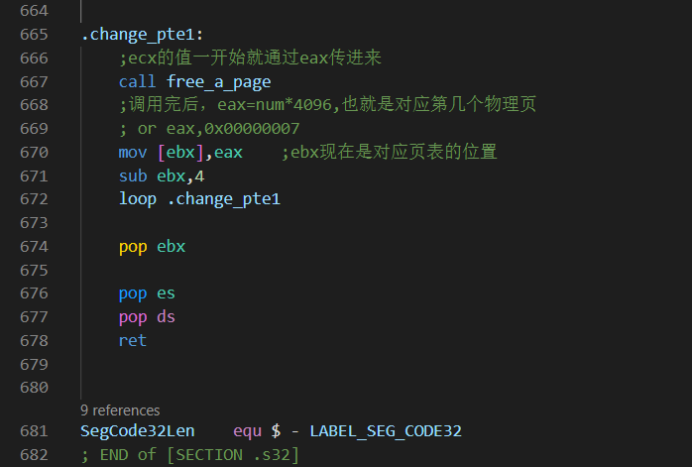 664
665 .change_pte1:
666 ;ecx的值一开始就通过eax传进来
667 call free_a_page
668 ;调用完后，eax=num*4096,也就是对应第几个物理页
669 ; or eax,0x00000007
670 mov [ebx],eax ;ebx现在是对应页表的位置
671 sub ebx,4
672 loop .change_pte1
673
674 pop ebx
675
676 pop es
677 pop ds
678 ret
679
680
9 references
681 SegCode32Len equ $ - LABEL_SEG_CODE32
682 ; END of [SECTION .s32]